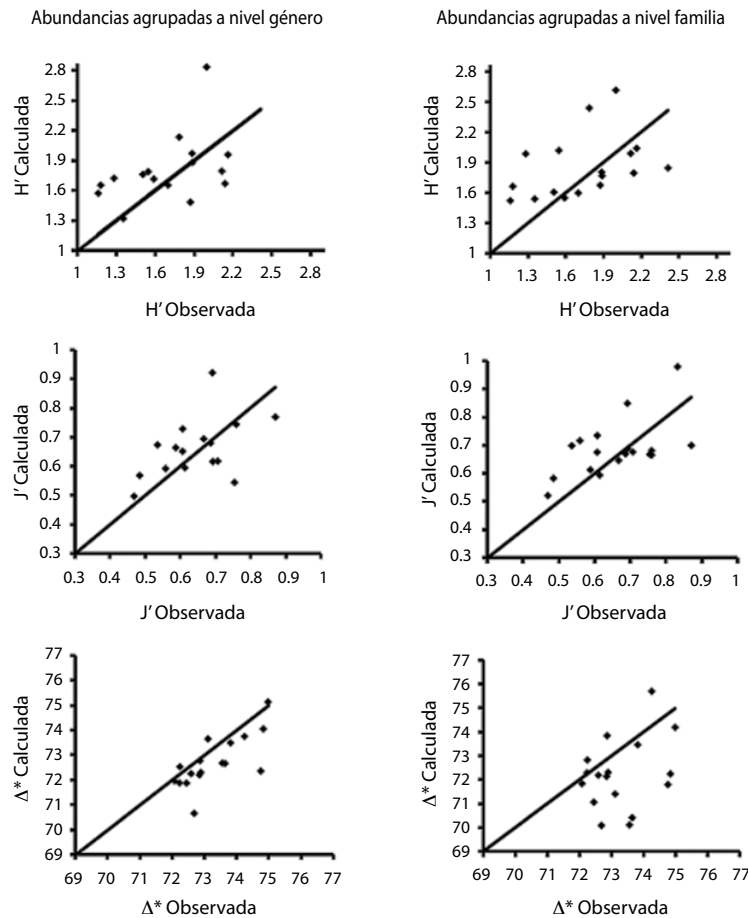 Abundancias agrupadas a nivel género
Abundancias agrupadas a nivel familia
H’ Calculada
2.8
2.5
2.2
1.9
1.6
1.3
1
1 1.3 1.6 1.9 2.2 2.5 2.8
H’ Observada
H’ Calculada
2.8
2.5
2.2
1.9
1.6
1.3
1
1 1.3 1.6 1.9 2.2 2.5 2.8
H’ Observada
J’ Calculada
1
0.9
0.8
0.7
0.6
0.5
0.4
0.3
0.3 0.4 0.5 0.6 0.7 0.8 0.9 1
J’ Observada
J’ Calculada
1
0.9
0.8
0.7
0.6
0.5
0.4
0.3
0.3 0.4 0.5 0.6 0.7 0.8 0.9 1
J’ Observada
Δ* Calculada
77
76
75
74
73
72
71
70
69
69 70 71 72 73 74 75 76 77
Δ* Observada
Δ* Calculada
77
76
75
74
73
72
71
70
69
69 70 71 72 73 74 75 76 77
Δ* Observada